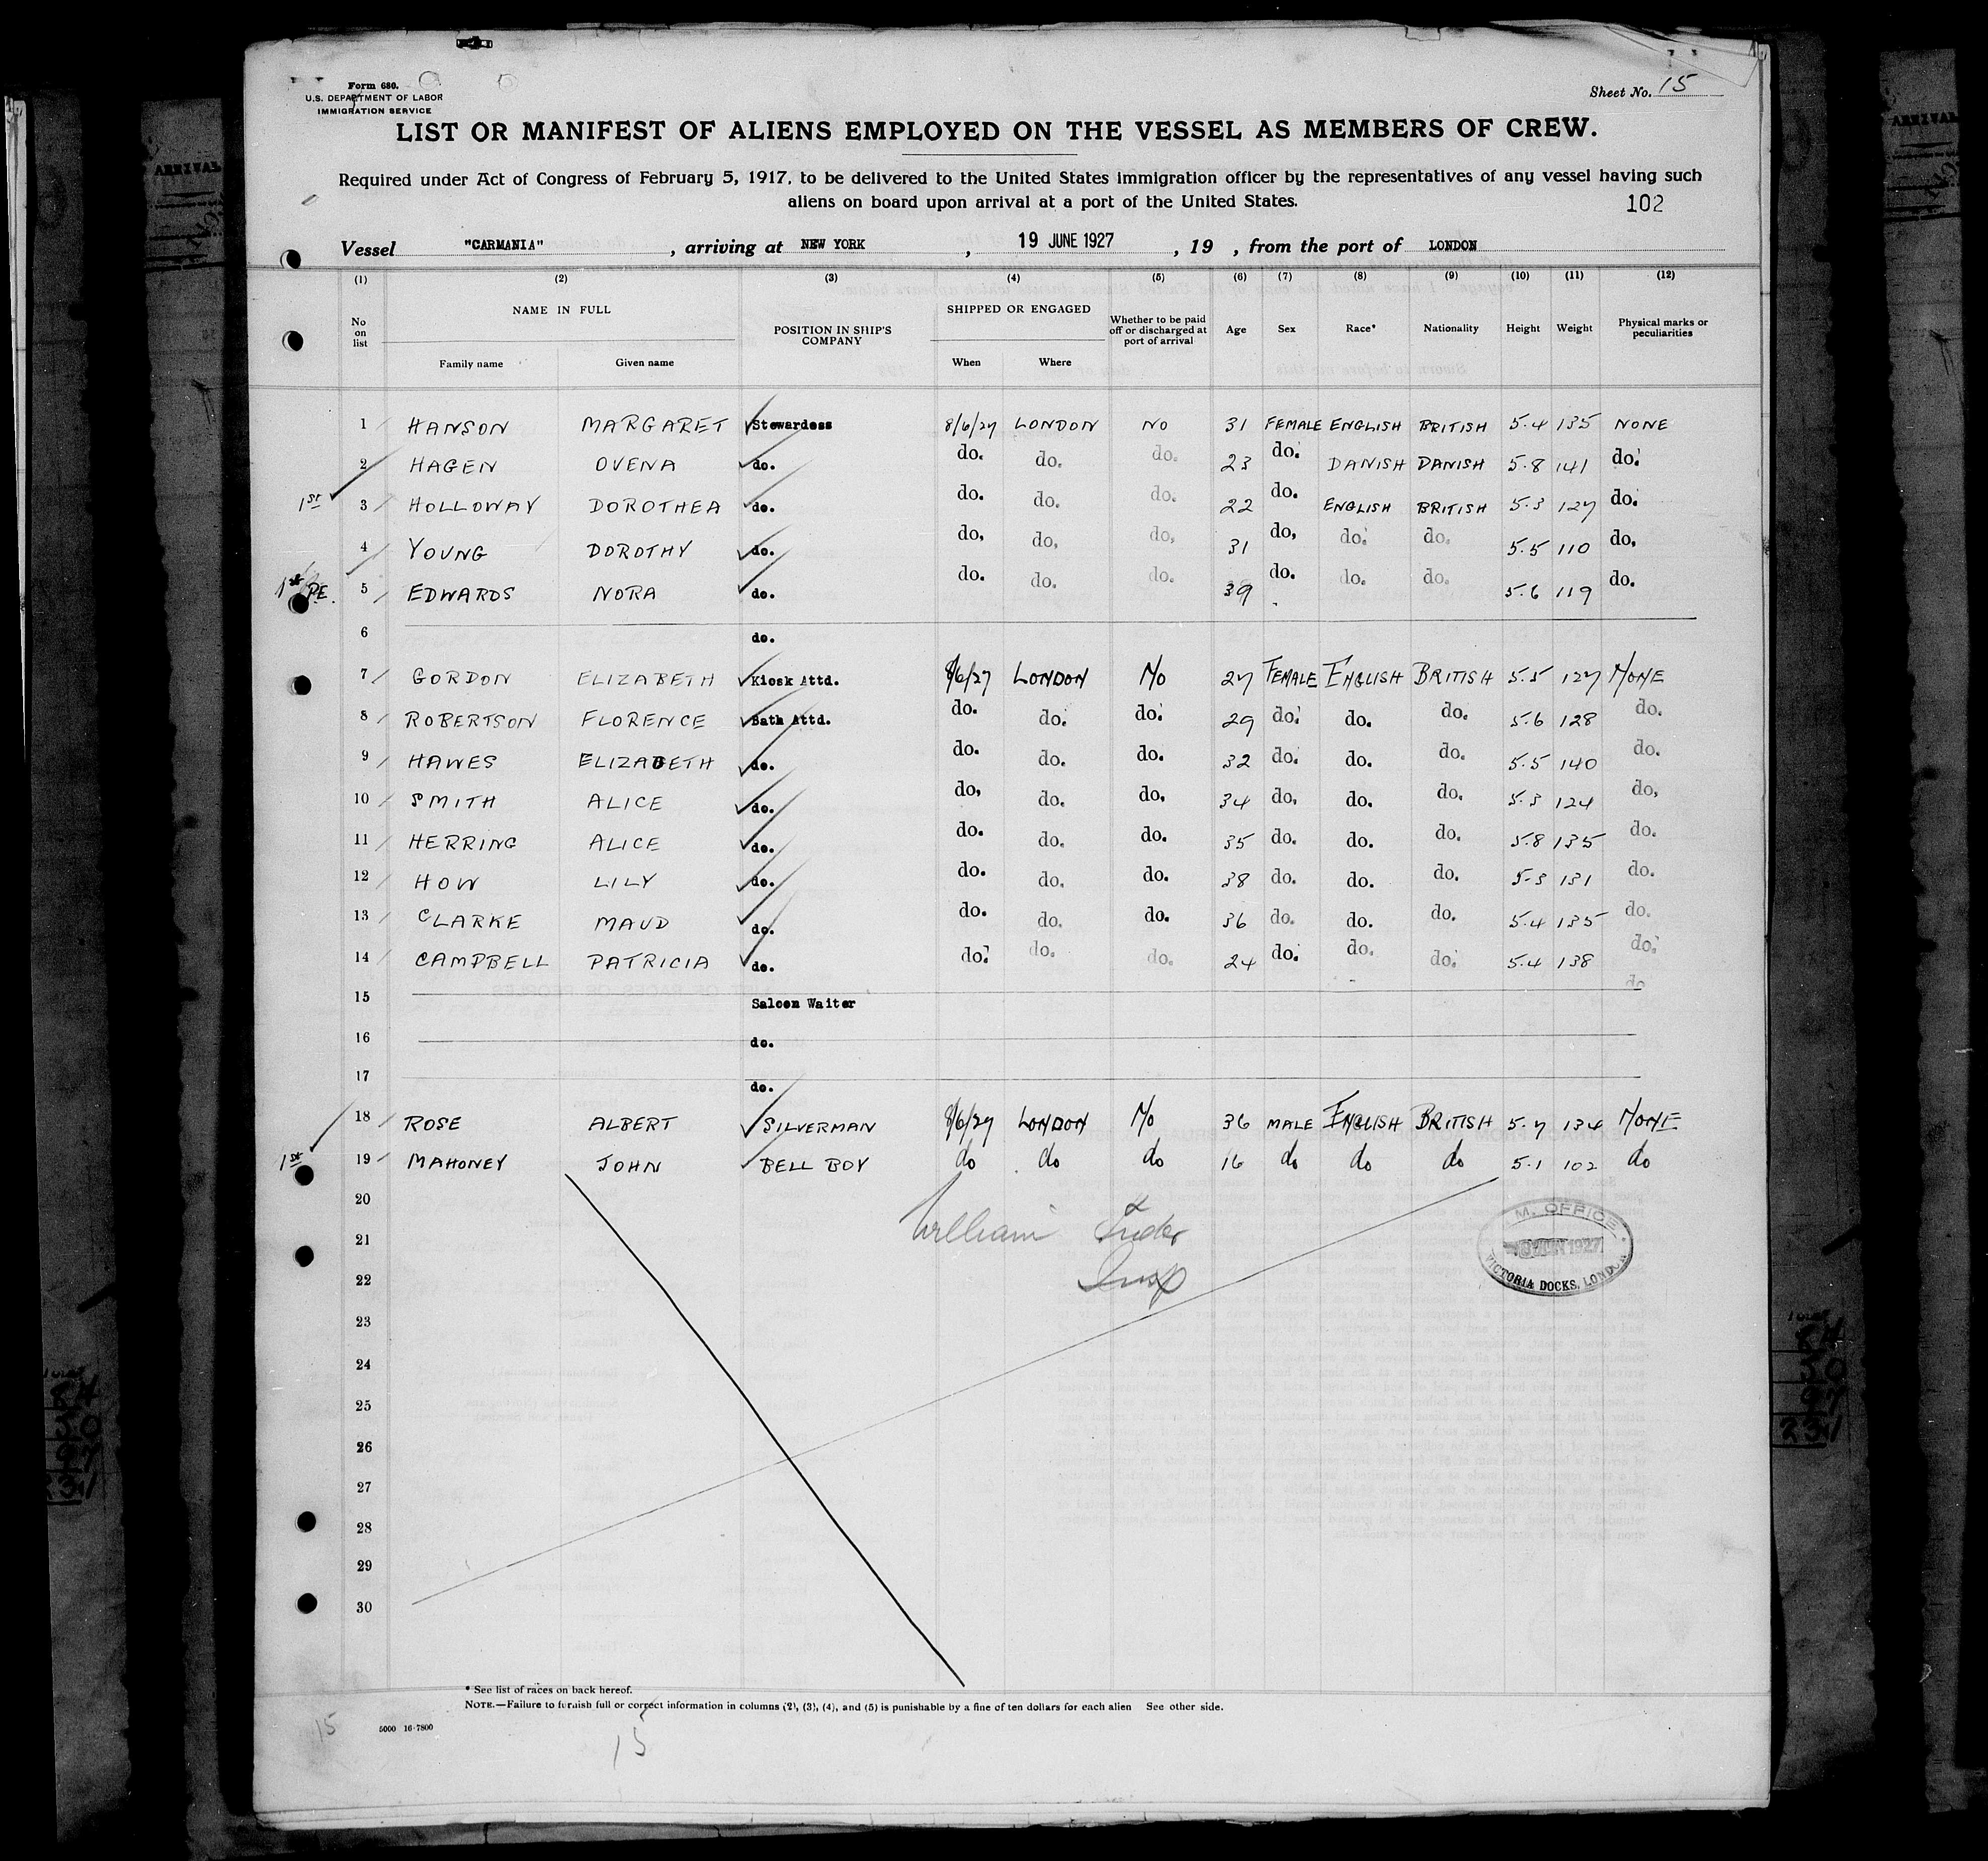 Form 680.
U.S. DEPARTMENT OF LABOR
IMMIGRATION SERVICE
Sheet No. 15
LIST OR MANIFEST OF ALIENS EMPLOYED ON THE VESSEL AS MEMBERS OF CREW.
Required under Act of Congress of February 5, 1917, to be delivered to the United States immigration officer by the representatives of any vessel having such
aliens on board upon arrival at a port of the United States.
102
Vessel "CARMANIA" , arriving at NEW YORK , 19 JUNE 1927 , 19 , from the port of LONDON
(1) (2) (3) (4) (5) (6) (7) (8) (9) (10) (11) (12)
No on list NAME IN FULL Family name Given name POSITION IN SHIP'S COMPANY SHIPPED OR ENGAGED When Where Whether to be paid off or discharged at port of arrival Age Sex Race* Nationality Height Weight Physical marks or peculiarities
1 HANSON MARGARET Stewardess 8/6/27 LONDON NO 31 FEMALE ENGLISH BRITISH 5.4 135 NONE
2 HAGEN OVENA do. do. do. do. 23 do. DANISH DANISH 5.8 141 do.
1st 3 HOLLOWAY DOROTHEA do. do. do. do. 22 do. ENGLISH BRITISH 5.3 127 do.
4 YOUNG DOROTHY do. do, do, do, 31 do, do. do. 5.5 110 do,
1st PE. 5 EDWARDS NORA do. do. do. do. 39 do. do. do. 5.6 119 do.
6 do.
7 GORDON ELIZABETH Kiosk Attd. 8/6/27 LONDON NO 27 FEMALE ENGLISH BRITISH 5.5 127 NONE
8 ROBERTSON FLORENCE Bath Attd. do. do. do. 29 do. do. do. 5.6 128 do.
9 HAWES ELIZABETH do. do. do. do. 32 do. do. do. 5.5 140 do.
10 SMITH ALICE do. do, do. do, 34 do, do. do. 5.3 124 do,
11 HERRING ALICE do. do. do. do. 35 do. do. do. 5.8 135 do.
12 HOW LILY do. do. do. do. 38 do. do. do. 5.3 131 do.
13 CLARKE MAUD do. do. do. do. 36 do. do. do. 5.4 135 do.
14 CAMPBELL PATRICIA do. do. do. do. 24 do. do. do. 5.4 138 do.
15 Saloon Waiter do
16 do.
17 do.
18 ROSE ALBERT SILVERMAN 8/6/27 LONDON NO 36 MALE ENGLISH BRITISH 5.7 134 NONE
1st 19 MAHONEY JOHN BELL BOY do do do 16 do do do 5.1 102 do
20
21 William
22 Insp
23
24
25
26
27
28
29
30
IM. OFFICE
JUN 1927
VICTORIA DOCKS, LONDON
* See list of races on back hereof.
NOTE.—Failure to furnish full or correct information in columns (2), (3), (4), and (5) is punishable by a fine of ten dollars for each alien See other side.
15
5000 16-7800
15